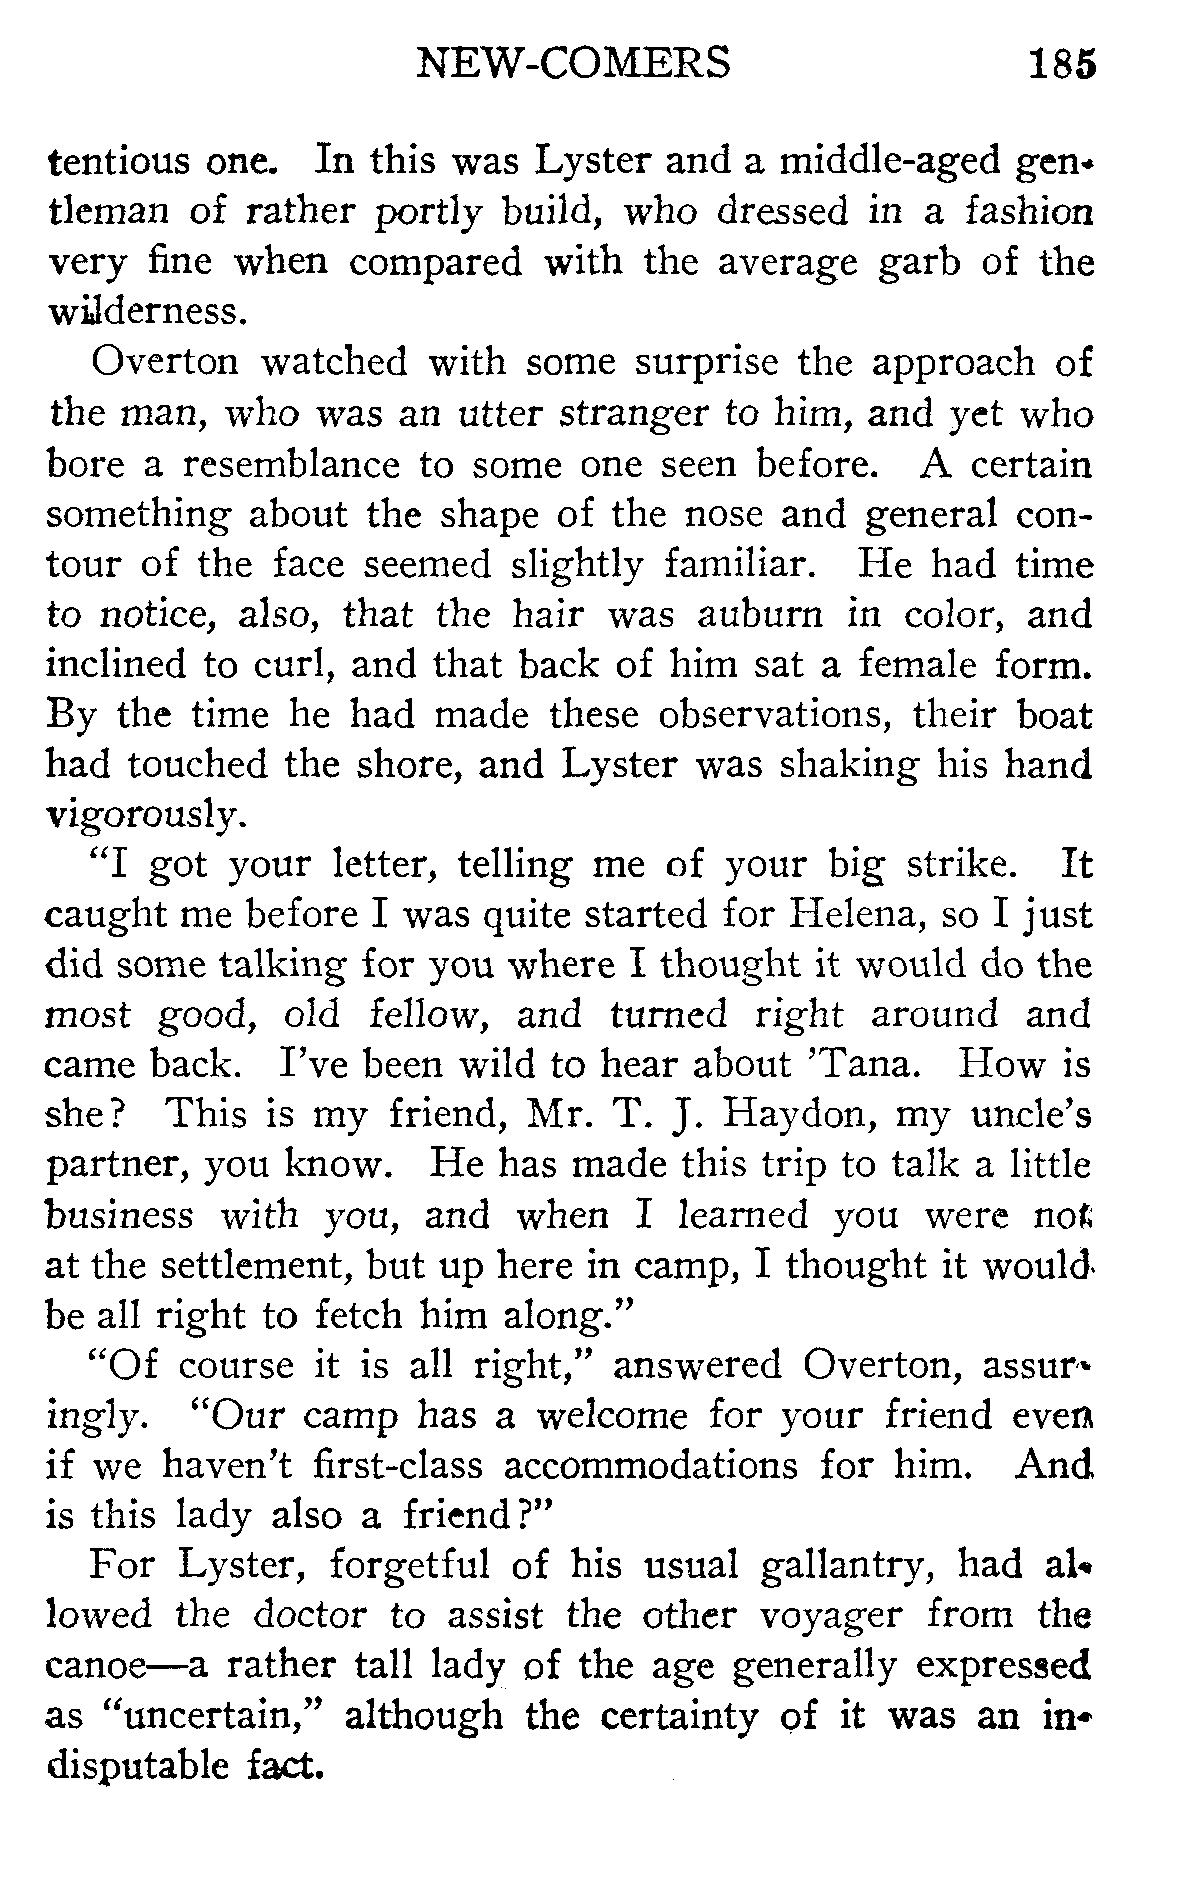 NEW-COMERS 185
tentious one. In this was Lyster and a middle-aged gen-
tleman of rather portly build, who dressed in a fashion
very fine when compared with the average garb of the
wilderness.
Overton watched with some surprise the approach of
the man, who was an utter stranger to him, and yet who
bore a resemblance to some one seen before. A certain
something about the shape of the nose and general con-
tour of the face seemed slightly familiar. He had time
to notice, also, that the hair was auburn in color, and
inclined to curl, and that back of him sat a female form.
By the time he had made these observations, their boat
had touched the shore, and Lyster was shaking his hand
vigorously.
“I got your letter, telling me of your big strike. It
caught me before I was quite started for Helena, so I just
did some talking for you where I thought it would do the
most good, old fellow, and turned right around and
came back. I’ve been wild to hear about ’Tana. How is
she? This is my friend, Mr. T. J. Haydon, my uncle’s
partner, you know. He has made this trip to talk a little
business with you, and when I learned you were not
at the settlement, but up here in camp, I thought it would
be all right to fetch him along.”
“Of course it is all right,” answered Overton, assur-
ingly. “Our camp has a welcome for your friend even
if we haven’t first-class accommodations for him. And
is this lady also a friend?”
For Lyster, forgetful of his usual gallantry, had al-
lowed the doctor to assist the other voyager from the
canoe—a rather tall lady of the age generally expressed
as “uncertain,” although the certainty of it was an in-
disputable fact.